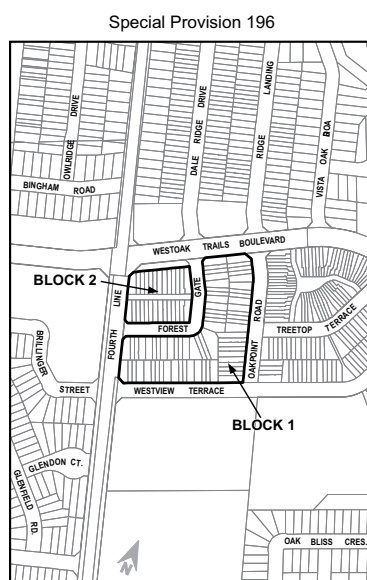 Special Provision 196
OWLRIDGE DRIVE
BINGHAM ROAD
DALE RIDGE DRIVE
RIDGE LANDING
VISTA OAK BOA
WESTOAK TRAILS BOULEVARD
BLOCK 2
FOURTH LINE
GATE
FOREST
OAKPOINT ROAD
TREETOP TERRACE
BRILLINGER
STREET
WESTVIEW TERRACE
BLOCK 1
GLENDON CT.
GLENFIELD RD.
OAK BLISS CRES.
N